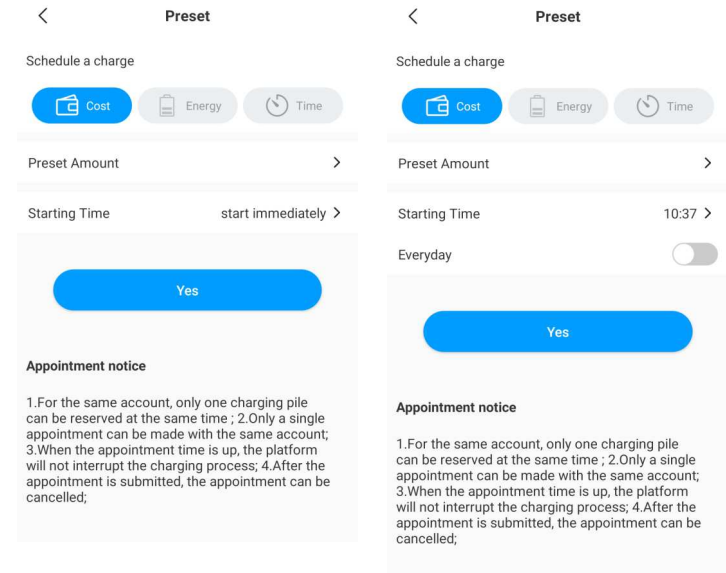 Preset
Schedule a charge
Cost
Energy
Time
Preset Amount
Starting Time
start immediately
Yes
Appointment notice
1.For the same account, only one charging pile
can be reserved at the same time ; 2.Only a single
appointment can be made with the same account;
3.When the appointment time is up, the platform
will not interrupt the charging process; 4.After the
appointment is submitted, the appointment can be
cancelled;
Preset
Schedule a charge
Cost
Energy
Time
Preset Amount
Starting Time
10:37
Everyday
Yes
Appointment notice
1.For the same account, only one charging pile
can be reserved at the same time ; 2.Only a single
appointment can be made with the same account;
3.When the appointment time is up, the platform
will not interrupt the charging process; 4.After the
appointment is submitted, the appointment can be
cancelled;